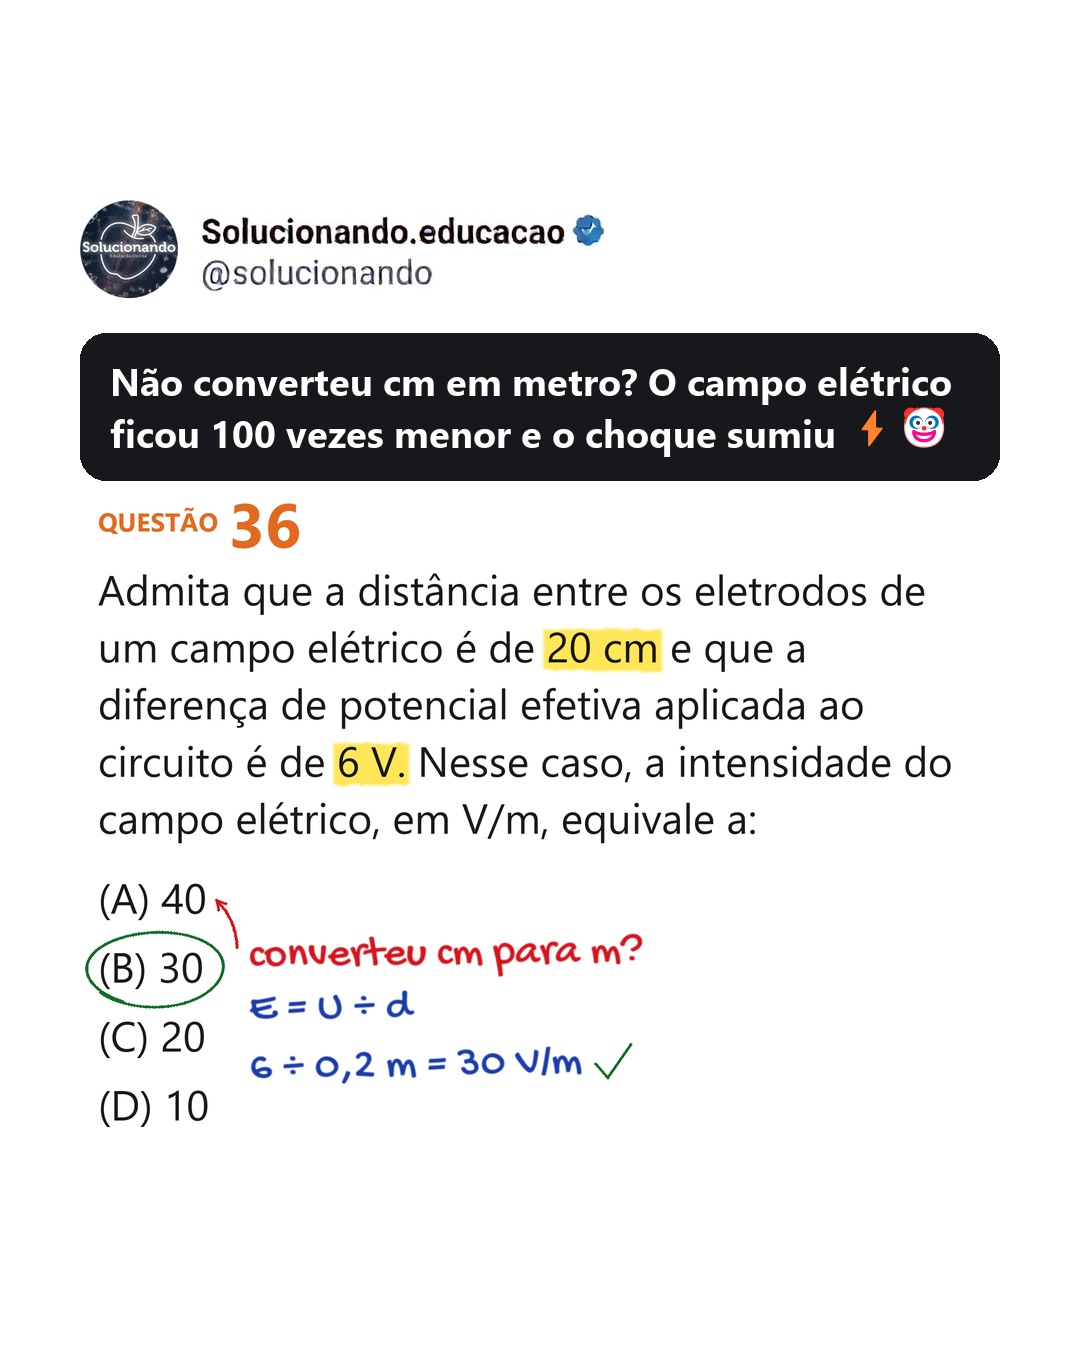 Solucionando
Solucionando.educacao
@solucionando
Não converteu cm em metro? O campo elétrico
ficou 100 vezes menor e o choque sumiu ⚡ 🤡
QUESTÃO 36
Admita que a distância entre os eletrodos de
um campo elétrico é de 20 cm e que a
diferença de potencial efetiva aplicada ao
circuito é de 6 V. Nesse caso, a intensidade do
campo elétrico, em V/m, equivale a:
(A) 40
converteu cm para m?
(B) 30
E = U ÷ d
(C) 20
6 ÷ 0,2 m = 30 V/m ✓
(D) 10